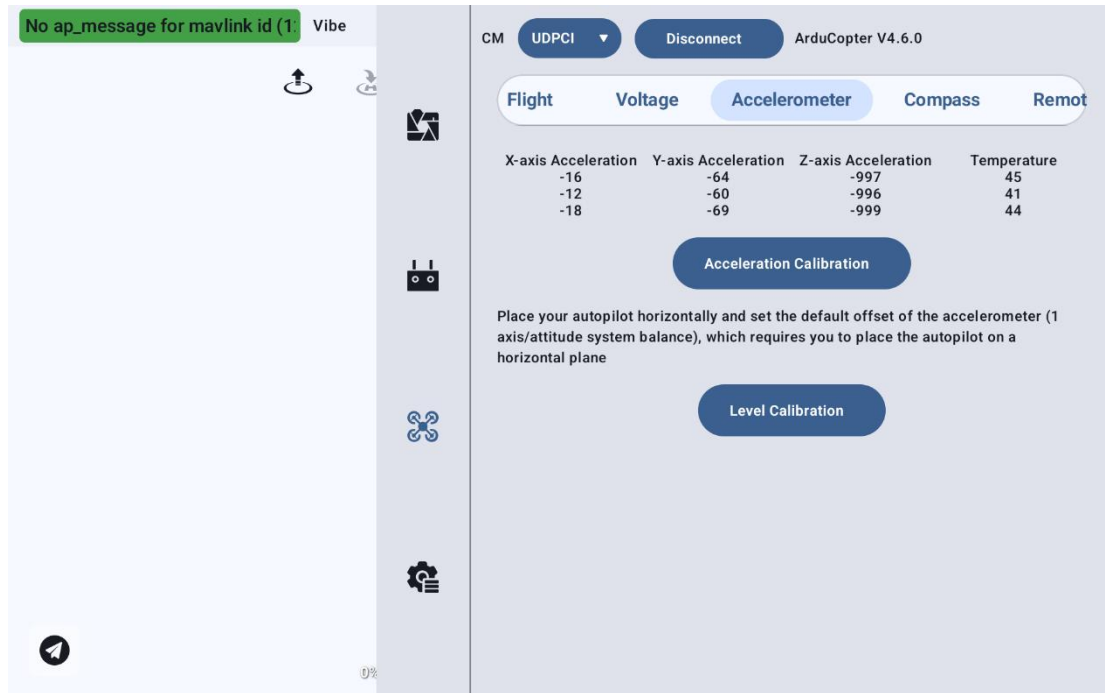 No ap_message for mavlink id (1
Vibe
CM UDPCI Disconnect ArduCopter V4.6.0
Flight Voltage Accelerometer Compass Remot
X-axis Acceleration Y-axis Acceleration Z-axis Acceleration Temperature
-16 -64 -997 45
-12 -60 -996 41
-18 -69 -999 44
Acceleration Calibration
Place your autopilot horizontally and set the default offset of the accelerometer (1
axis/attitude system balance), which requires you to place the autopilot on a
horizontal plane
Level Calibration
0%